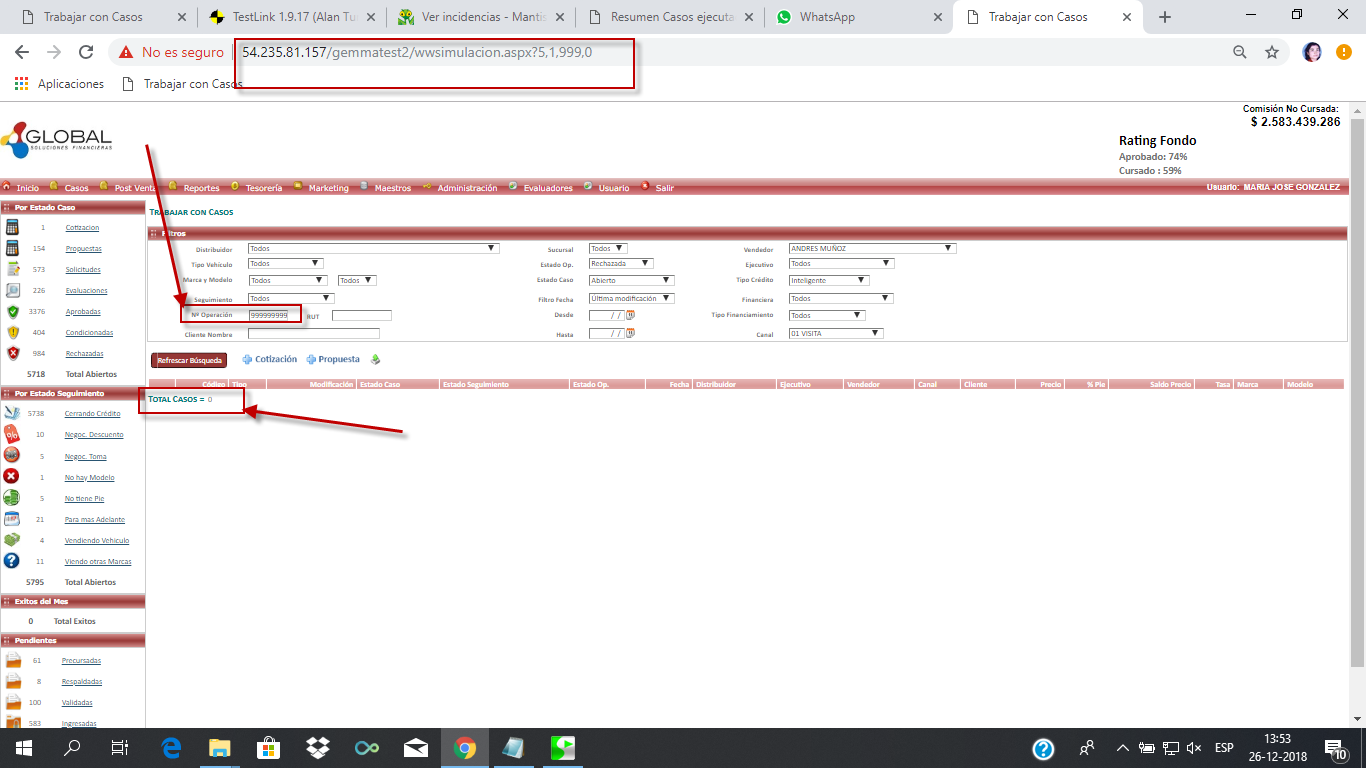 Trabajar con Casos
TestLink 1.9.17 (Alan Tu
Ver incidencias - Mantis
Resumen Casos ejecuta
WhatsApp
Trabajar con Casos
No es seguro
54.235.81.157/gemmatest2/wwsimulacion.aspx?5,1,999,0
Aplicaciones
Trabajar con Casos
Comisión No Cursada:
$ 2.583.439.286
GLOBAL
SOLUCIONES FINANCIERAS
Rating Fondo
Aprobado: 74%
Cursado : 59%
Inicio Casos Post Venta Reportes Tesorería Marketing Maestros Administración Evaluadores Usuario Salir
Usuario: MARIA JOSE GONZALEZ
Por Estado Caso
1 Cotizacion
154 Propuestas
573 Solicitudes
226 Evaluaciones
3376 Aprobadas
404 Condicionadas
984 Rechazadas
5718 Total Abiertos
Por Estado Seguimiento
5738 Cerrando Crédito
10 Negoc. Descuento
5 Negoc. Toma
1 No hay Modelo
5 No tiene Pie
21 Para mas Adelante
4 Vendiendo Vehiculo
11 Viendo otras Marcas
5795 Total Abiertos
Exitos del Mes
0 Total Exitos
Pendientes
61 Precursadas
8 Respaldadas
100 Validadas
583 Ingresadas
TRABAJAR CON CASOS
Filtros
Distribuidor Todos Sucursal Todos Vendedor ANDRES MUÑOZ
Tipo Vehículo Todos Estado Op. Rechazada Ejecutivo Todos
Marca y Modelo Todos Todos Estado Caso Abierto Tipo Crédito Inteligente
Seguimiento Todos Filtro Fecha Última modificación Financiera Todos
Nº Operación 999999999 RUT Desde / / Tipo Financiamiento Todos
Cliente Nombre Hasta / / Canal 01 VISITA
Refrescar Búsqueda Cotización Propuesta
Código Tipo Modificación Estado Caso Estado Seguimiento Estado Op. Fecha Distribuidor Ejecutivo Vendedor Canal Cliente Precio % Pie Saldo Precio Tasa Marca Modelo
TOTAL CASOS = 0
ESP
13:53
26-12-2018
10